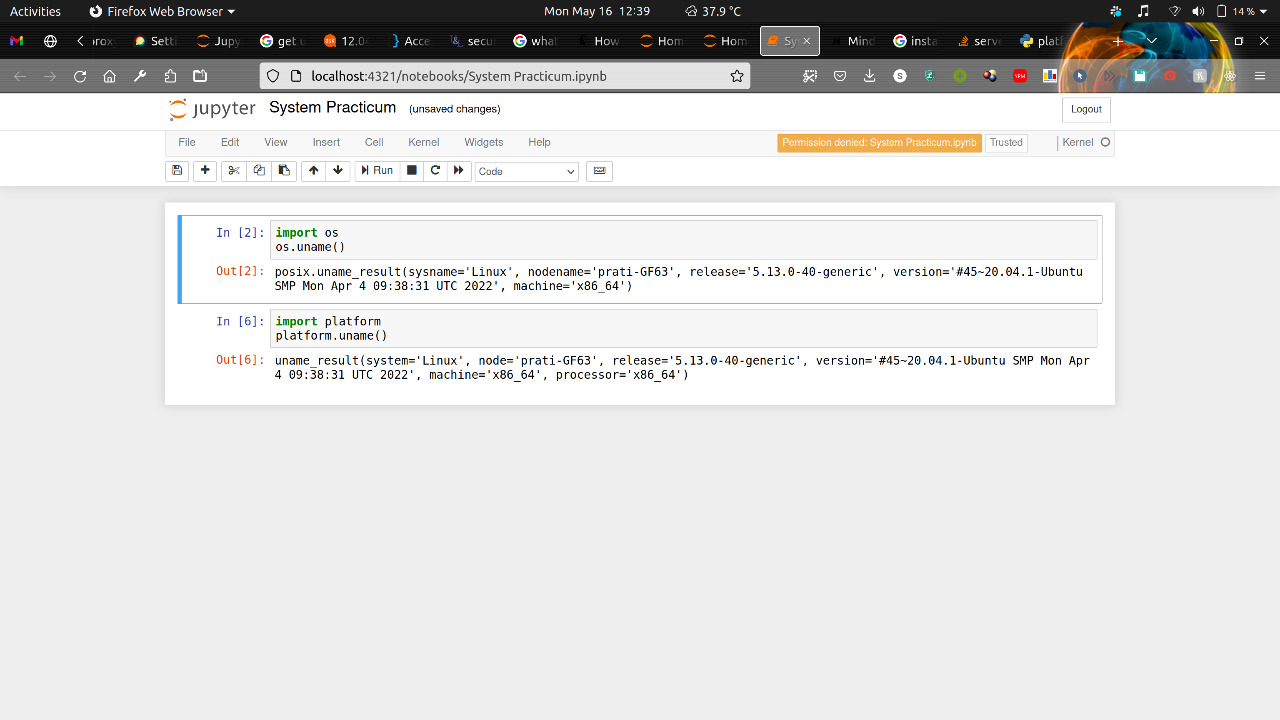 Activities Firefox Web Browser Mon May 16 12:39 37.9 °C 14 %
roxy Setti Jupy get u 12.0 Acce secu what How Hom Hom Sy Mind insta serve platf
localhost:4321/notebooks/System Practicum.ipynb
jupyter System Practicum (unsaved changes) Logout
File Edit View Insert Cell Kernel Widgets Help Permission denied: System Practicum.ipynb Trusted Kernel
Run Code
In [2]: import os
os.uname()
Out[2]: posix.uname_result(sysname='Linux', nodename='prati-GF63', release='5.13.0-40-generic', version='#45~20.04.1-Ubuntu
SMP Mon Apr 4 09:38:31 UTC 2022', machine='x86_64')
In [6]: import platform
platform.uname()
Out[6]: uname_result(system='Linux', node='prati-GF63', release='5.13.0-40-generic', version='#45~20.04.1-Ubuntu SMP Mon Apr
4 09:38:31 UTC 2022', machine='x86_64', processor='x86_64')